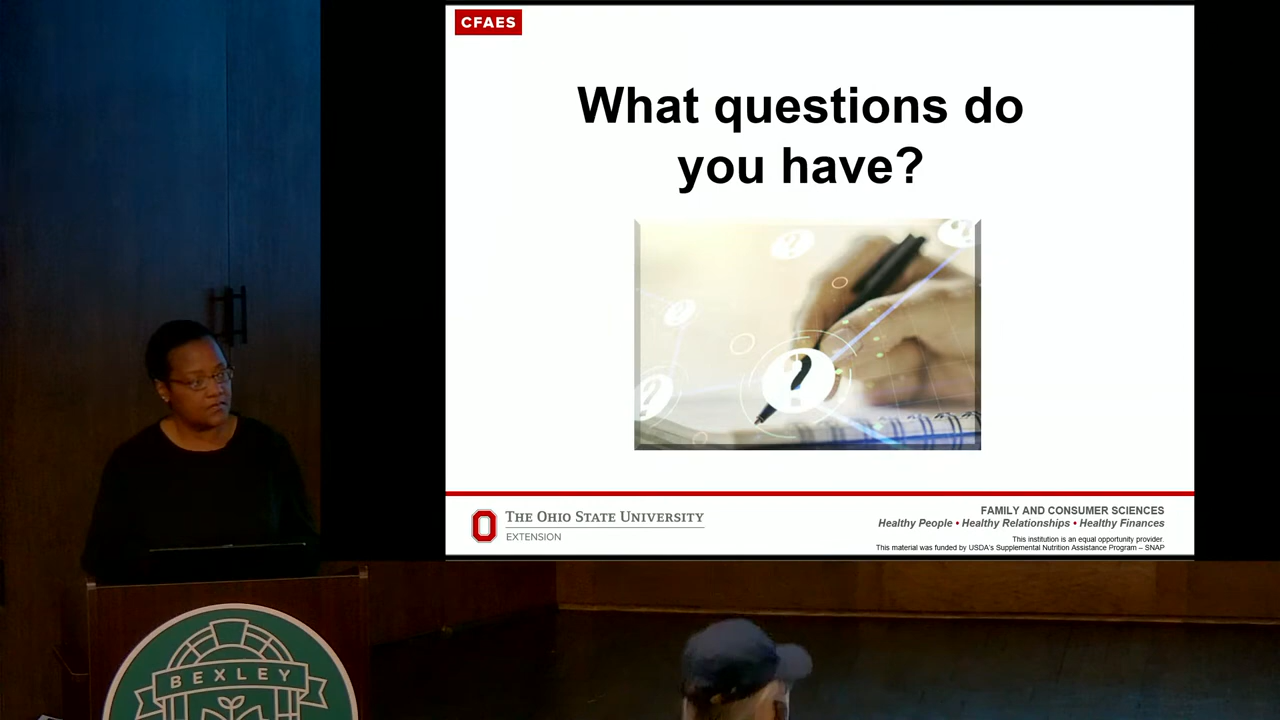 CFAES
What questions do
you have?
?
?
?
?
?
THE OHIO STATE UNIVERSITY
EXTENSION
FAMILY AND CONSUMER SCIENCES
Healthy People • Healthy Relationships • Healthy Finances
This institution is an equal opportunity provider.
This material was funded by USDA's Supplemental Nutrition Assistance Program – SNAP
BEXLEY